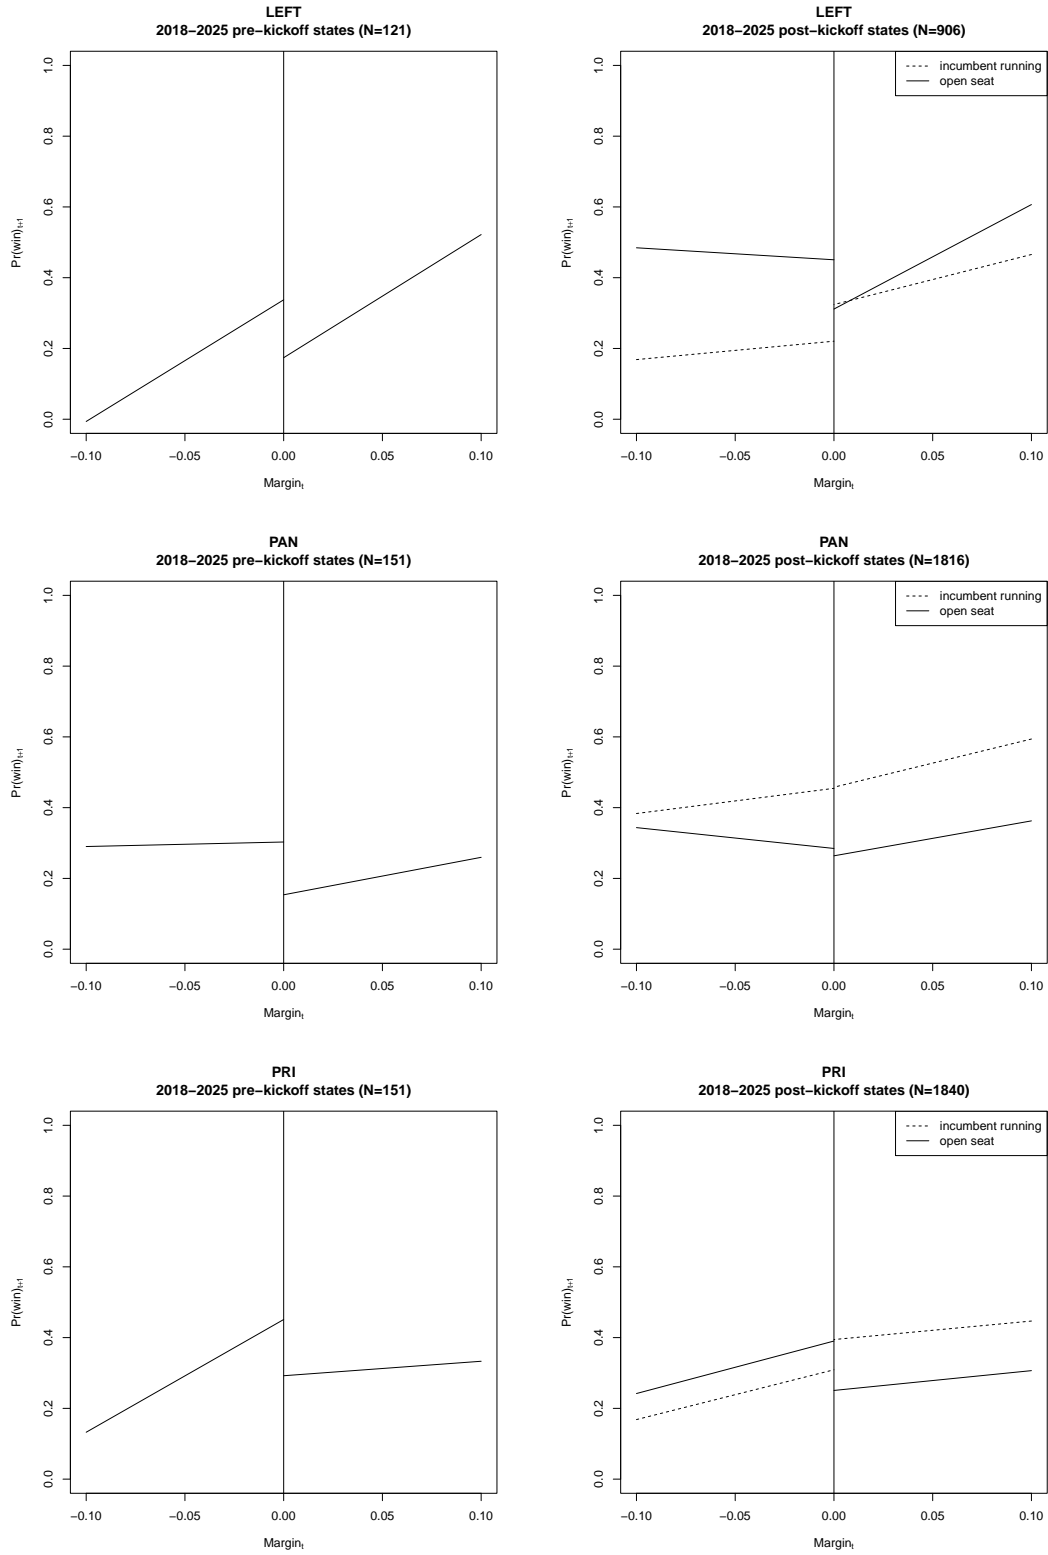 LEFT
2018−2025 pre−kickoff states (N=121)
1.0
0.8
0.6
0.4
0.2
0.0
Pr(win)t+1
−0.10
−0.05
0.00
0.05
0.10
Margint
LEFT
2018−2025 post−kickoff states (N=906)
incumbent running
open seat
1.0
0.8
0.6
0.4
0.2
0.0
Pr(win)t+1
−0.10
−0.05
0.00
0.05
0.10
Margint
PAN
2018−2025 pre−kickoff states (N=151)
1.0
0.8
0.6
0.4
0.2
0.0
Pr(win)t+1
−0.10
−0.05
0.00
0.05
0.10
Margint
PAN
2018−2025 post−kickoff states (N=1816)
incumbent running
open seat
1.0
0.8
0.6
0.4
0.2
0.0
Pr(win)t+1
−0.10
−0.05
0.00
0.05
0.10
Margint
PRI
2018−2025 pre−kickoff states (N=151)
1.0
0.8
0.6
0.4
0.2
0.0
Pr(win)t+1
−0.10
−0.05
0.00
0.05
0.10
Margint
PRI
2018−2025 post−kickoff states (N=1840)
incumbent running
open seat
1.0
0.8
0.6
0.4
0.2
0.0
Pr(win)t+1
−0.10
−0.05
0.00
0.05
0.10
Margint